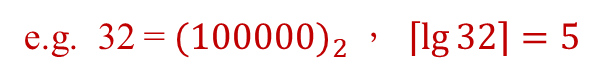 e.g. 32 = (100000)₂ ， ⌈lg 32⌉ = 5